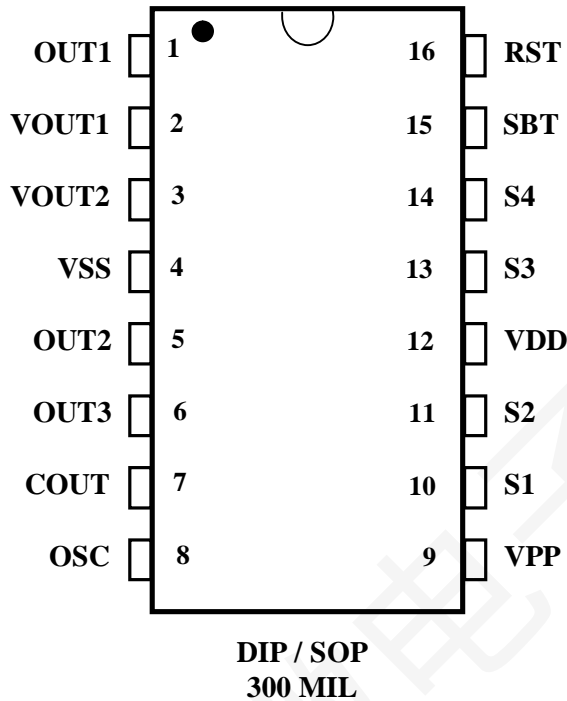 OUT1 1 16 RST
VOUT1 2 15 SBT
VOUT2 3 14 S4
VSS 4 13 S3
OUT2 5 12 VDD
OUT3 6 11 S2
COUT 7 10 S1
OSC 8 9 VPP
DIP / SOP
300 MIL